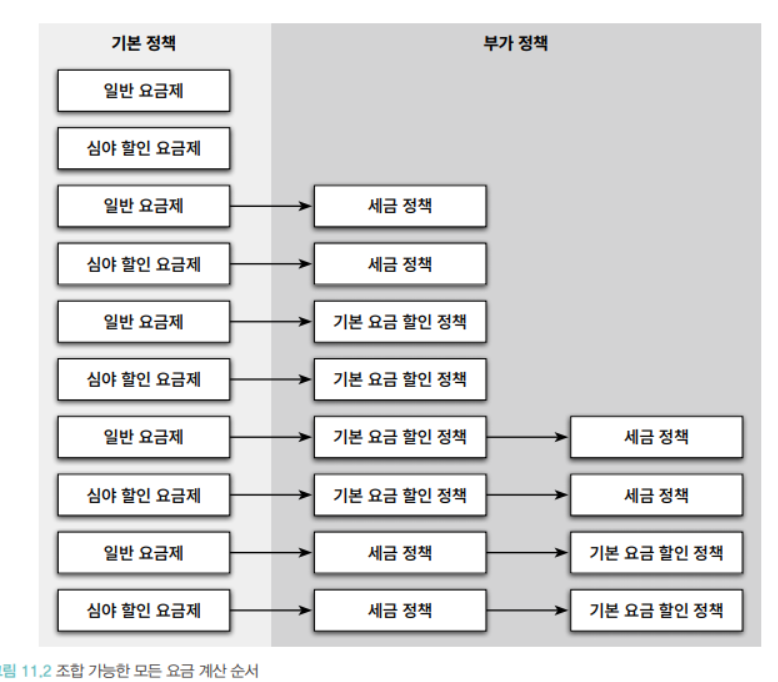 기본 정책 부가 정책
일반 요금제
심야 할인 요금제
일반 요금제 세금 정책
심야 할인 요금제 세금 정책
일반 요금제 기본 요금 할인 정책
심야 할인 요금제 기본 요금 할인 정책
일반 요금제 기본 요금 할인 정책 세금 정책
심야 할인 요금제 기본 요금 할인 정책 세금 정책
일반 요금제 세금 정책 기본 요금 할인 정책
심야 할인 요금제 세금 정책 기본 요금 할인 정책
림 11.2 조합 가능한 모든 요금 계산 순서